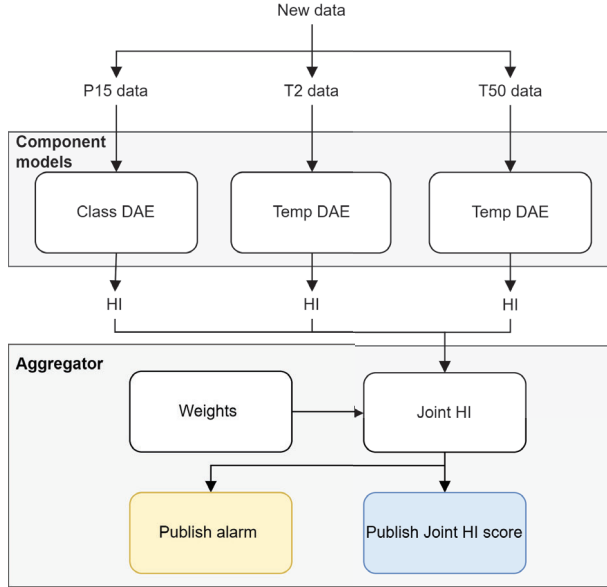 New data
P15 data
T2 data
T50 data
Component
models
Class DAE
Temp DAE
Temp DAE
HI
HI
HI
Aggregator
Weights
Joint HI
Publish alarm
Publish Joint HI score